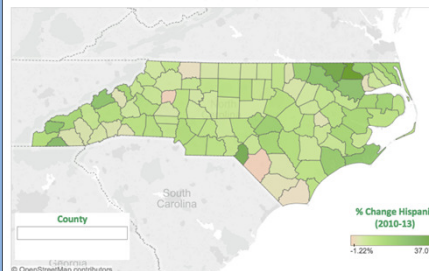 South
Carolina
County
% Change Hispani
(2010-13)
-1.22%
37.0
© OpenStreetMap contributors